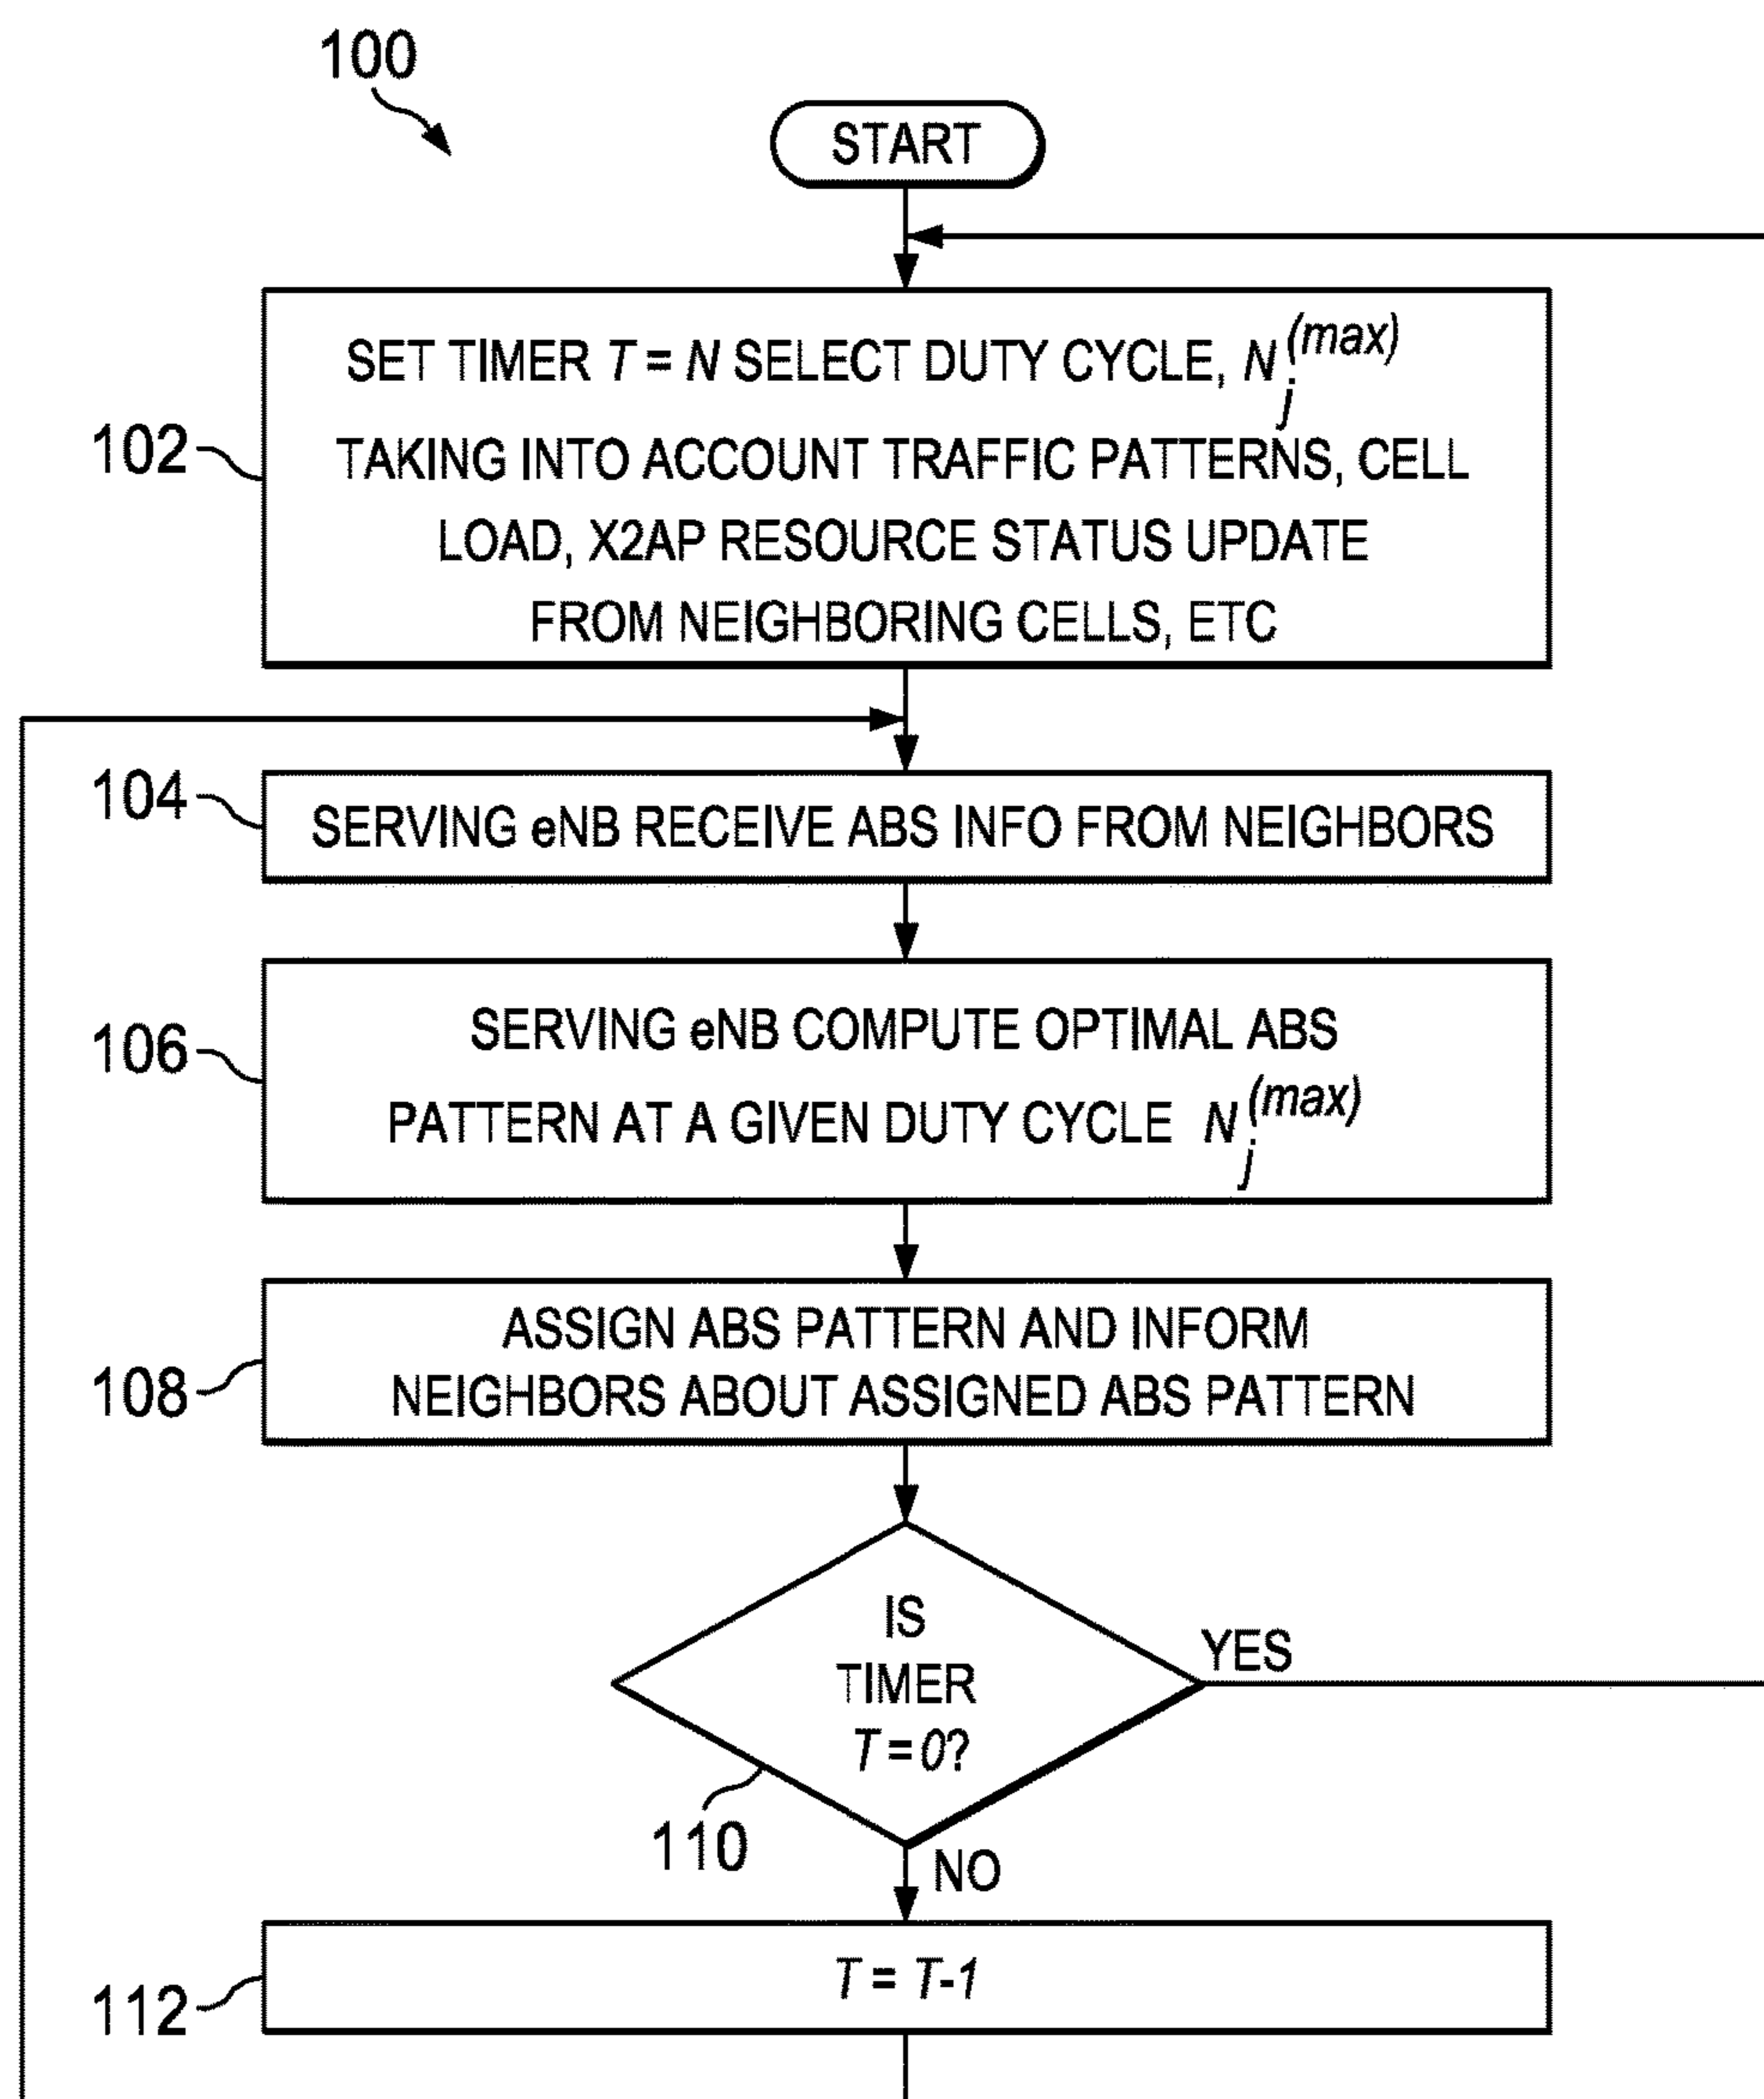 100
START
102
SET TIMER T = N SELECT DUTY CYCLE, N_j^(max)
TAKING INTO ACCOUNT TRAFFIC PATTERNS, CELL
LOAD, X2AP RESOURCE STATUS UPDATE
FROM NEIGHBORING CELLS, ETC
104
SERVING eNB RECEIVE ABS INFO FROM NEIGHBORS
106
SERVING eNB COMPUTE OPTIMAL ABS
PATTERN AT A GIVEN DUTY CYCLE N_j^(max)
108
ASSIGN ABS PATTERN AND INFORM
NEIGHBORS ABOUT ASSIGNED ABS PATTERN
IS
TIMER
T = 0?
YES
110
NO
112
T = T-1